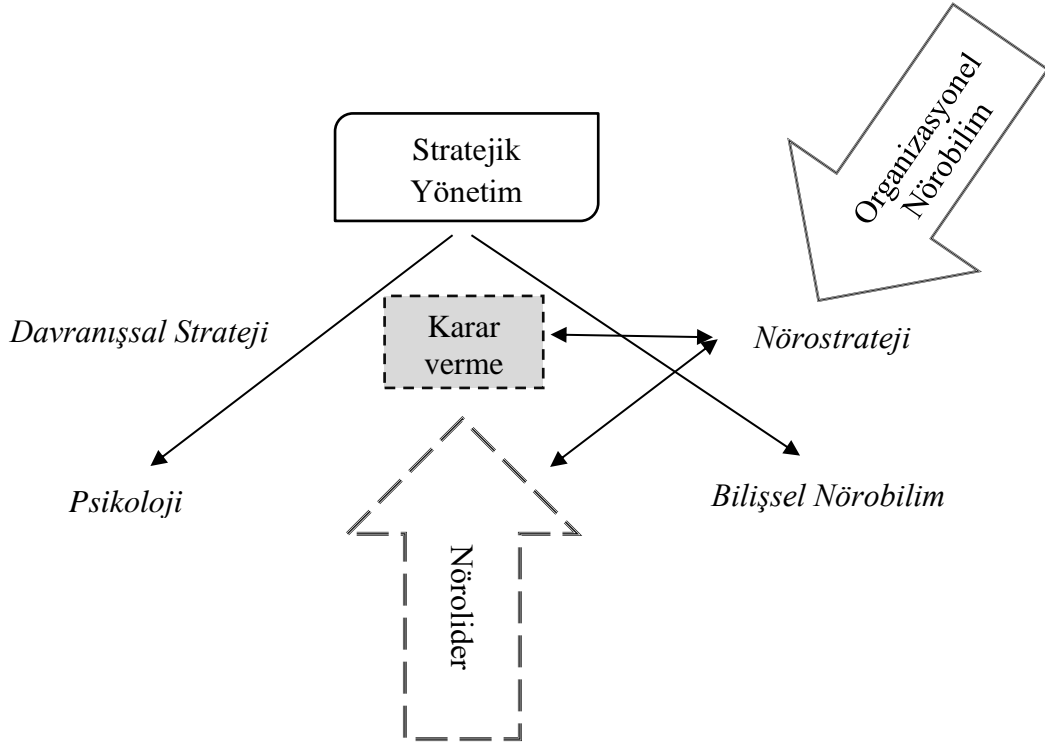 Organizasyonel
Nörobilim
Stratejik
Yönetim
Davranışsal Strateji
Karar
verme
Nörostrateji
Psikoloji
Bilişsel Nörobilim
Nörolider